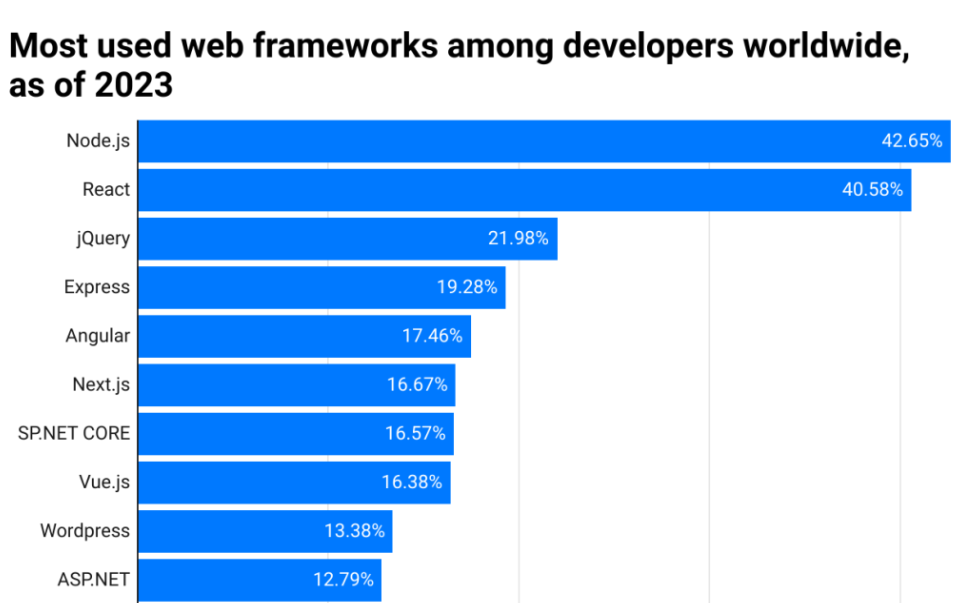 Most used web frameworks among developers worldwide,
as of 2023
Node.js 42.65%
React 40.58%
jQuery 21.98%
Express 19.28%
Angular 17.46%
Next.js 16.67%
SP.NET CORE 16.57%
Vue.js 16.38%
Wordpress 13.38%
ASP.NET 12.79%